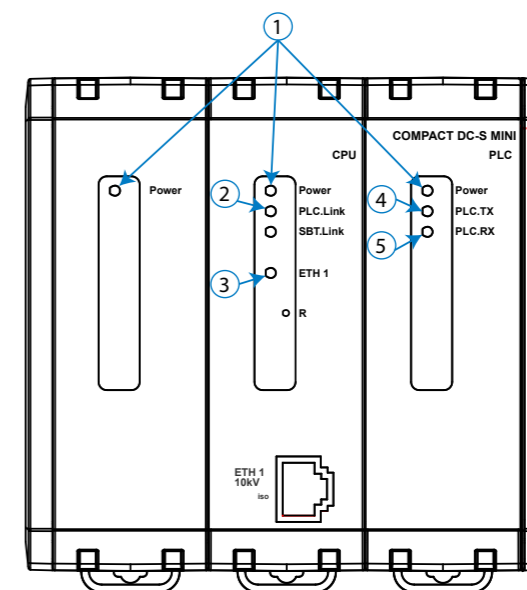 1
COMPACT DC-S MINI
CPU
PLC
Power
2
Power
PLC.Link
SBT.Link
3
ETH 1
R
4
Power
PLC.TX
5
PLC.RX
ETH 1
10kV
iso